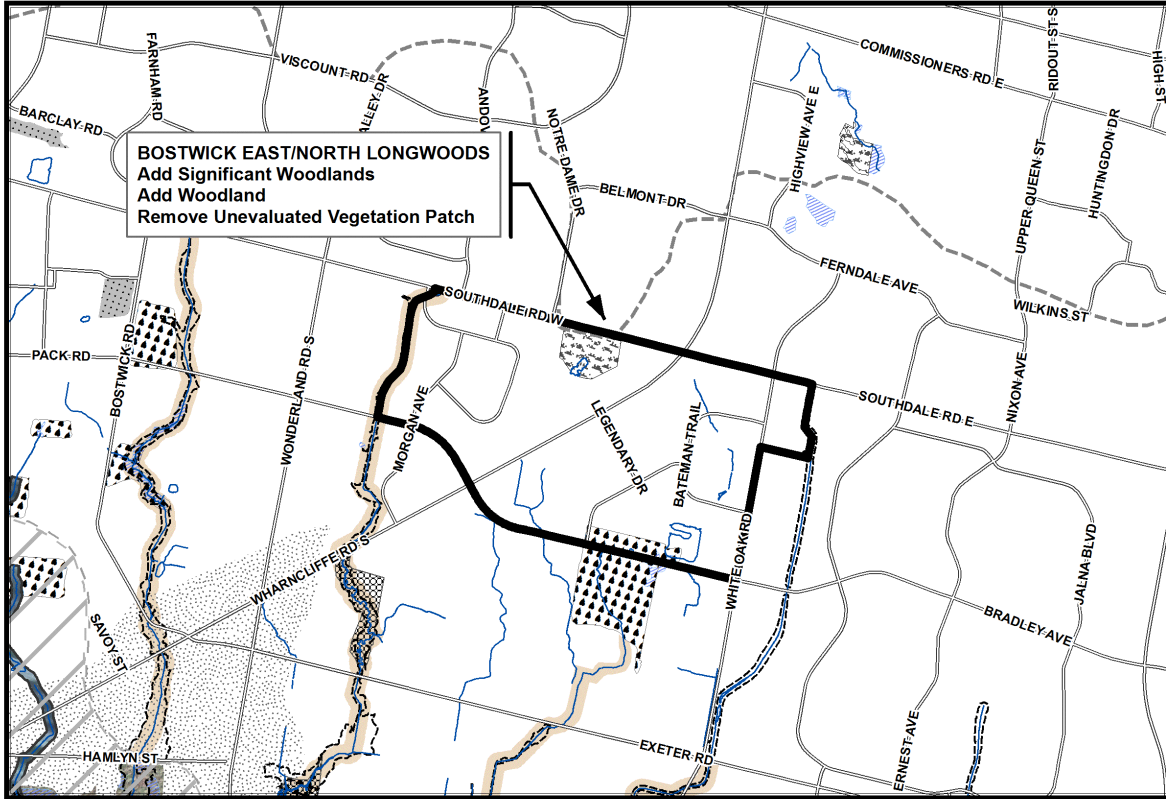 COMMISSIONERS RD E
RIDOUT ST S
HIGH ST
FARNHAM RD
VISCOUNT RD
ALLEY DR
ANDOV
BARCLAY RD
NOTRE DAME DR
HIGHVIEW AVE E
UPPER QUEEN ST
HUNTINGDON DR
BOSTWICK EAST/NORTH LONGWOODS
Add Significant Woodlands
Add Woodland
Remove Unevaluated Vegetation Patch
BELMONT DR
FERNDALE AVE
WILKINS ST
SOUTHDALE RD W
PACK RD
BOSTWICK RD
WONDERLAND RD S
MORGAN AVE
LEGENDARY DR
BATEMAN TRAIL
SOUTHDALE RD E
NIXON AVE
WHARNCLIFFE RD S
WHITE OAK RD
JALNA BLVD
BRADLEY AVE
SAVOY ST
HAMLYN ST
EXETER RD
ERNEST AVE